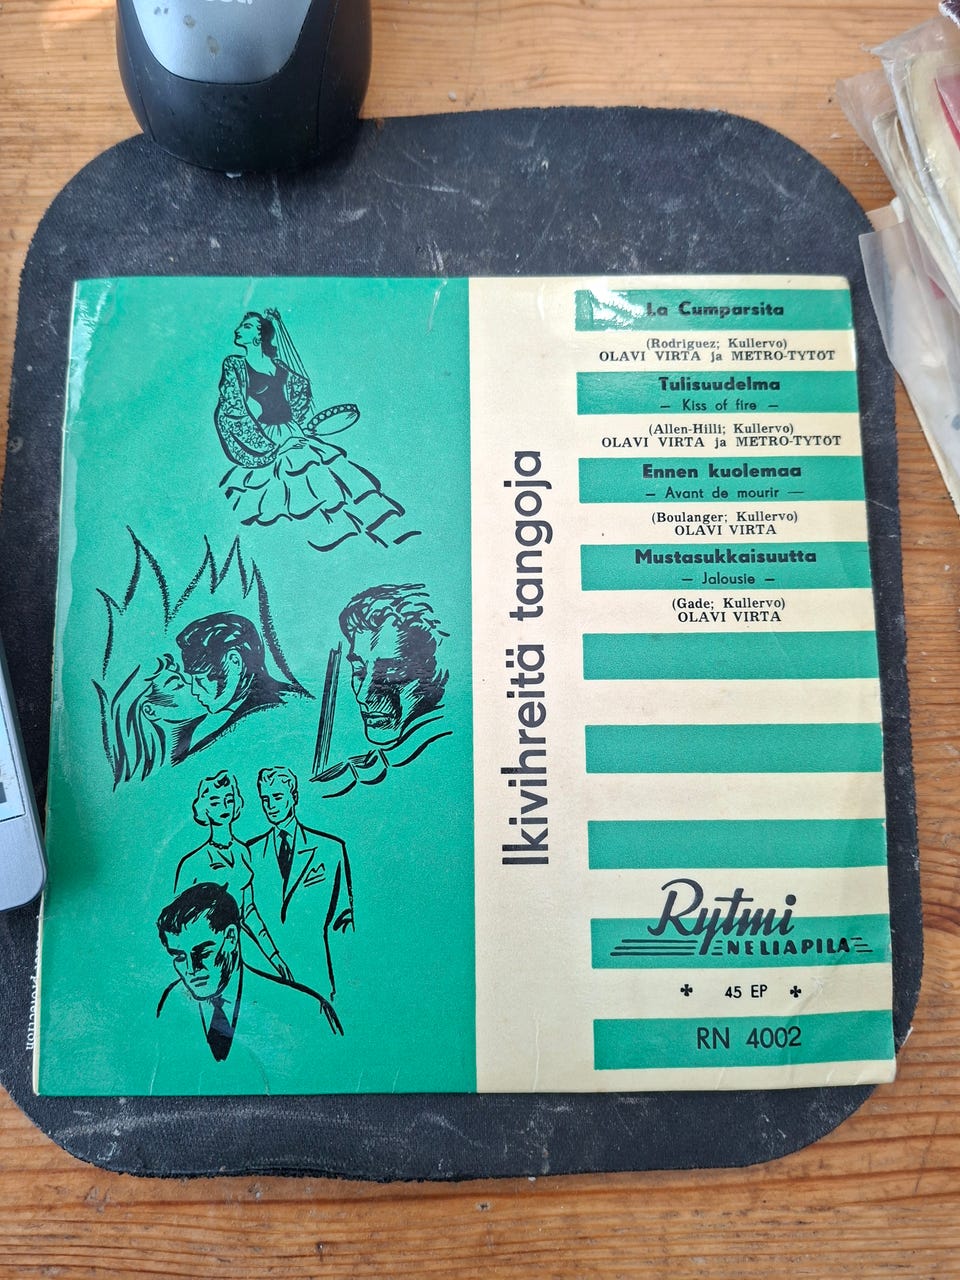 Ikivihreitä tangoja
La Cumparsita
(Rodriguez; Kullervo)
OLAVI VIRTA ja METRO-TYTÖT
Tulisuudelma
— Kiss of fire —
(Allen-Hilli; Kullervo)
OLAVI VIRTA ja METRO-TYTÖT
Ennen kuolemaa
— Avant de mourir —
(Boulanger; Kullervo)
OLAVI VIRTA
Mustasukkaisuutta
— Jalousie —
(Gade; Kullervo)
OLAVI VIRTA
Rytmi
NELIAPILA
45 EP
RN 4002
protection